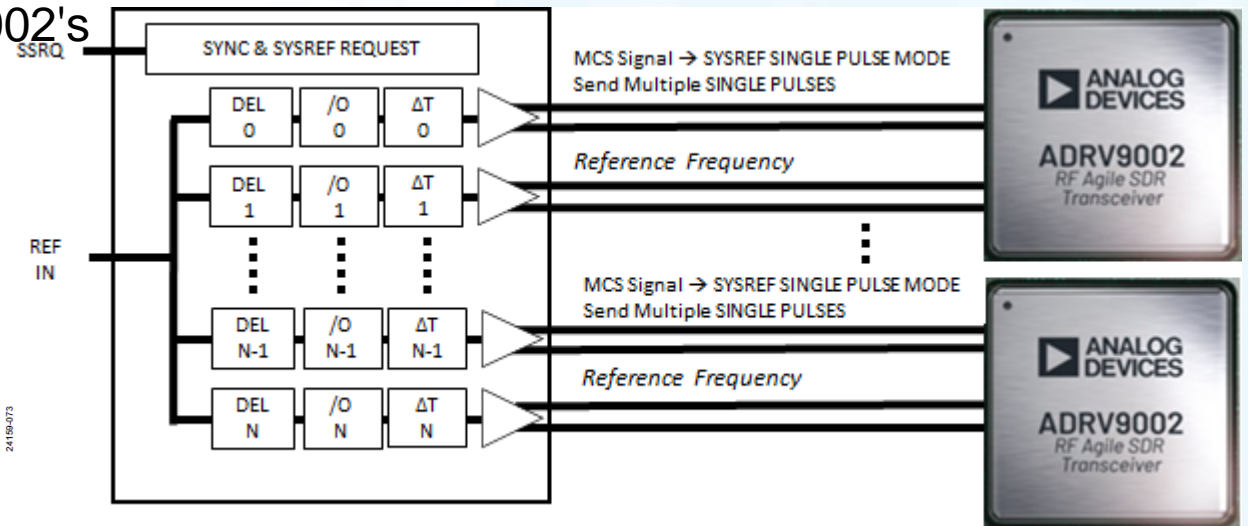 002's
SSRQ
SYNC & SYSREF REQUEST
DEL
0
/O
0
ΔT
0
DEL
1
/O
1
ΔT
1
REF
IN
DEL
N-1
/O
N-1
ΔT
N-1
DEL
N
/O
N
ΔT
N
MCS Signal → SYSREF SINGLE PULSE MODE
Send Multiple SINGLE PULSES
Reference Frequency
MCS Signal → SYSREF SINGLE PULSE MODE
Send Multiple SINGLE PULSES
Reference Frequency
ANALOG
DEVICES
ADRV9002
RF Agile SDR
Transceiver
ANALOG
DEVICES
ADRV9002
RF Agile SDR
Transceiver
24159-073